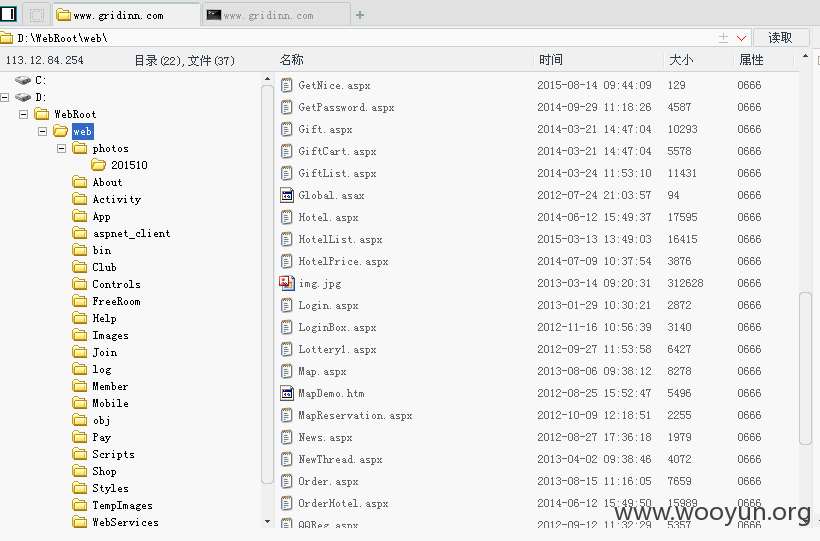 www.gridinn.com www.gridinn.com +
D:\WebRoot\web\ 读取
113.12.84.254 目录(22),文件(37) 名称 时间 大小 属性
C:
D:
WebRoot
web
photos
201510
About
Activity
App
aspnet_client
bin
Club
Controls
FreeRoom
Help
Images
Join
log
Member
Mobile
obj
Pay
Scripts
Shop
Styles
TempImages
WebServices
GetNice.aspx 2015-08-14 09:44:09 129 0666
GetPassword.aspx 2014-09-29 11:18:26 4587 0666
Gift.aspx 2014-03-21 14:47:04 10293 0666
GiftCart.aspx 2014-03-21 14:47:04 5578 0666
GiftList.aspx 2014-03-24 11:53:10 11431 0666
Global.asax 2012-07-24 21:03:57 94 0666
Hotel.aspx 2014-06-12 15:49:37 17595 0666
HotelList.aspx 2015-03-13 13:49:03 16415 0666
HotelPrice.aspx 2014-07-09 10:37:54 3876 0666
img.jpg 2013-03-14 09:20:31 312628 0666
Login.aspx 2013-01-29 10:30:21 2872 0666
LoginBox.aspx 2012-11-16 10:56:39 3140 0666
Lottery1.aspx 2012-09-27 11:53:58 6427 0666
Map.aspx 2013-08-06 09:38:12 8278 0666
MapDemo.htm 2012-08-25 15:52:47 5496 0666
MapReservation.aspx 2012-10-09 12:18:51 2255 0666
News.aspx 2012-08-27 17:36:18 1979 0666
NewThread.aspx 2013-04-02 09:38:46 4072 0666
Order.aspx 2013-08-15 11:16:05 7659 0666
OrderHotel.aspx 2014-06-12 15:49:50 15989 0666
QQReg.aspx 2012-09-12 11:32:29 5357 0666
www.wooyun.org